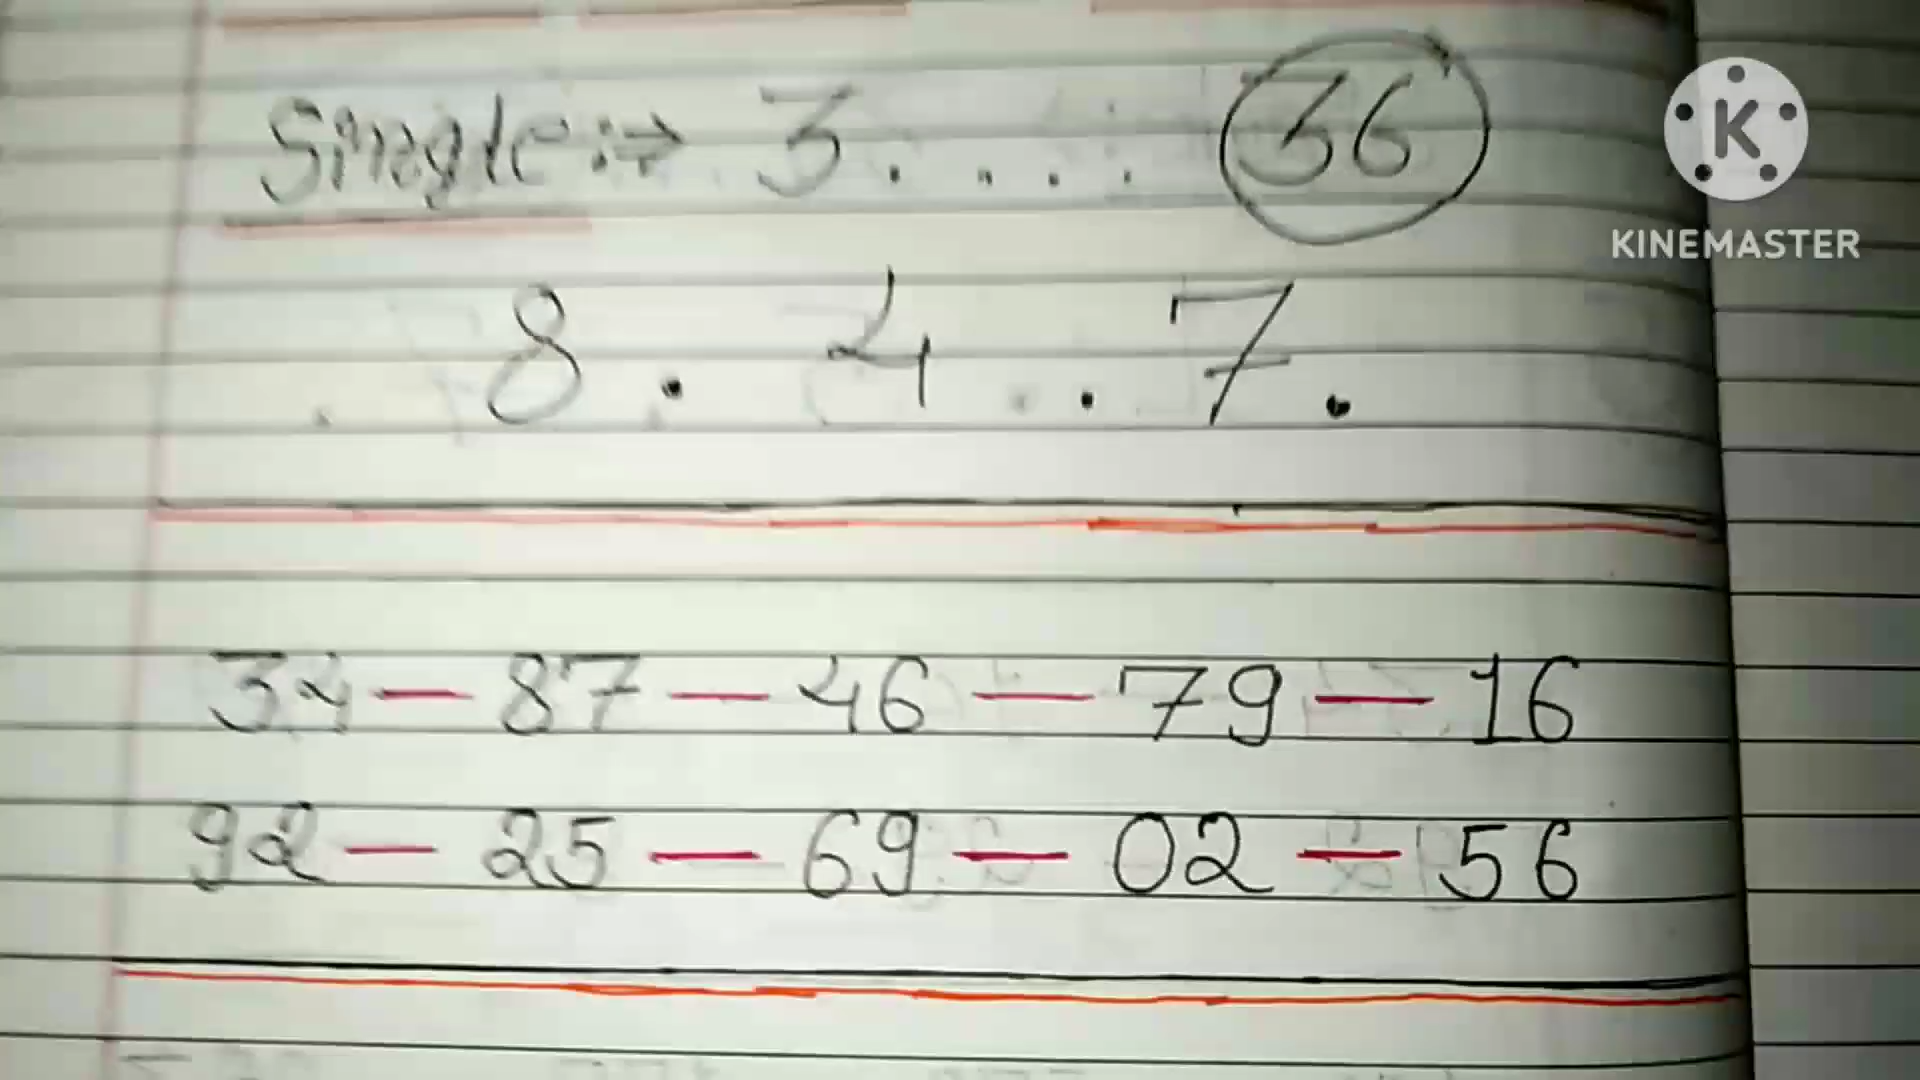 Single :→ 3 . . . . 36
8 . 4 . . 7 .
34 — 87 — 46 — 79 — 16
92 — 25 — 69 — 02 — 56
K
KINEMASTER